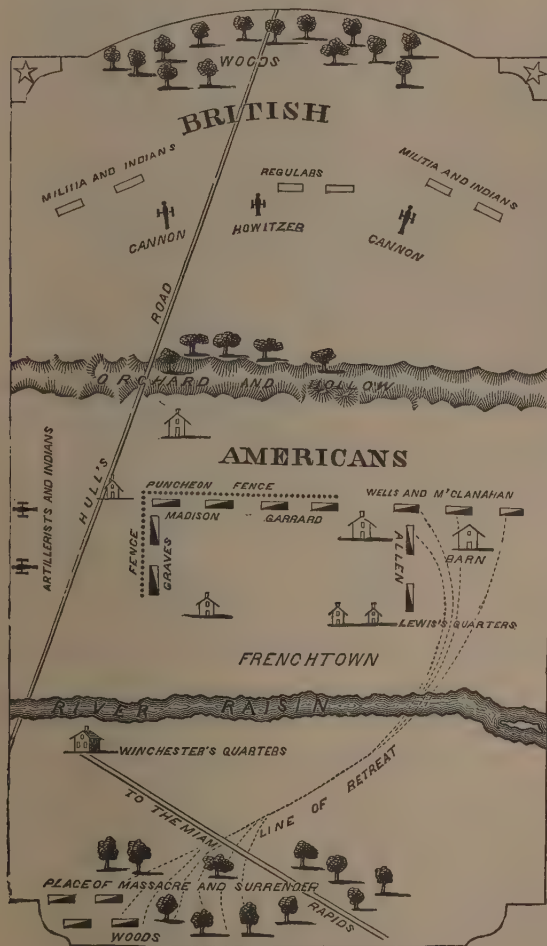 WOODS
BRITISH
MILITIA AND INDIANS
REGULARS
MILITIA AND INDIANS
CANNON
HOWITZER
CANNON
ROAD
ORCHARD AND HOLLOW
AMERICANS
HULL'S
ARTILLERISTS AND INDIANS
PUNCHEON FENCE
MADISON
GARRARD
WELLS AND M'CLANAHAN
FENCE
GRAVES
ALLEN
BARN
LEWIS'S QUARTERS
FRENCHTOWN
RIVER RAISIN
WINCHESTER'S QUARTERS
TO THE MIAMI
LINE OF RETREAT
PLACE OF MASSACRE AND SURRENDER
RAPIDS
WOODS